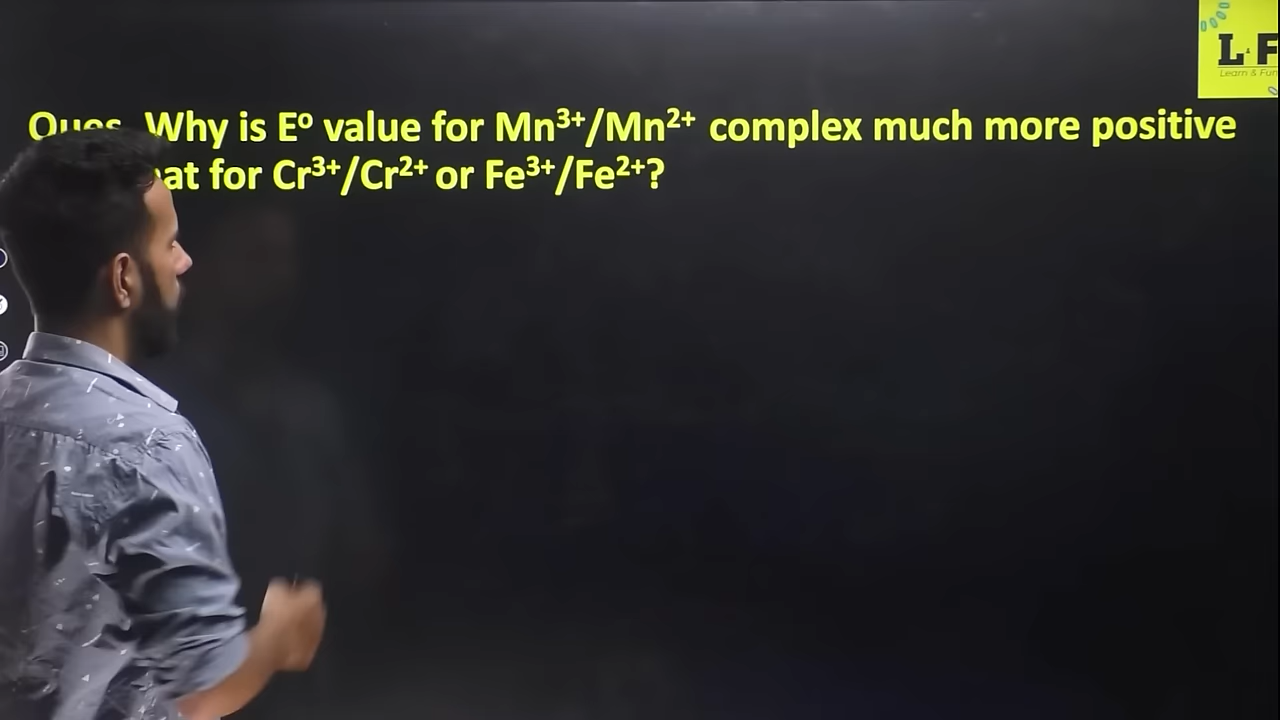 Ques. Why is Eº value for Mn³⁺/Mn²⁺ complex much more positive
for Cr³⁺/Cr²⁺ or Fe³⁺/Fe²⁺?
L & F
Learn & Fun